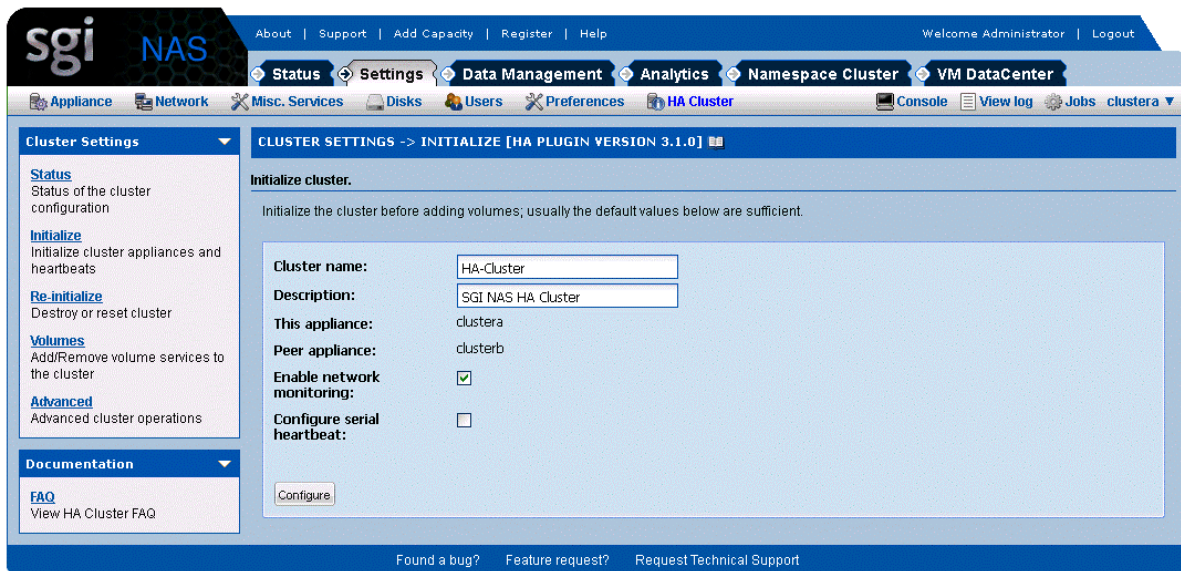 sgi NAS
About | Support | Add Capacity | Register | Help
Welcome Administrator | Logout
Status Settings Data Management Analytics Namespace Cluster VM DataCenter
Appliance Network Misc. Services Disks Users Preferences HA Cluster
Console View log Jobs clustera ▼
Cluster Settings
Status
Status of the cluster
configuration
Initialize
Initialize cluster appliances and
heartbeats
Re-initialize
Destroy or reset cluster
Volumes
Add/Remove volume services to
the cluster
Advanced
Advanced cluster operations
Documentation
FAQ
View HA Cluster FAQ
CLUSTER SETTINGS -> INITIALIZE [HA PLUGIN VERSION 3.1.0]
Initialize cluster.
Initialize the cluster before adding volumes; usually the default values below are sufficient.
Cluster name: HA-Cluster
Description: SGI NAS HA Cluster
This appliance: clustera
Peer appliance: clusterb
Enable network
monitoring:
Configure serial
heartbeat:
Configure
Found a bug? Feature request? Request Technical Support